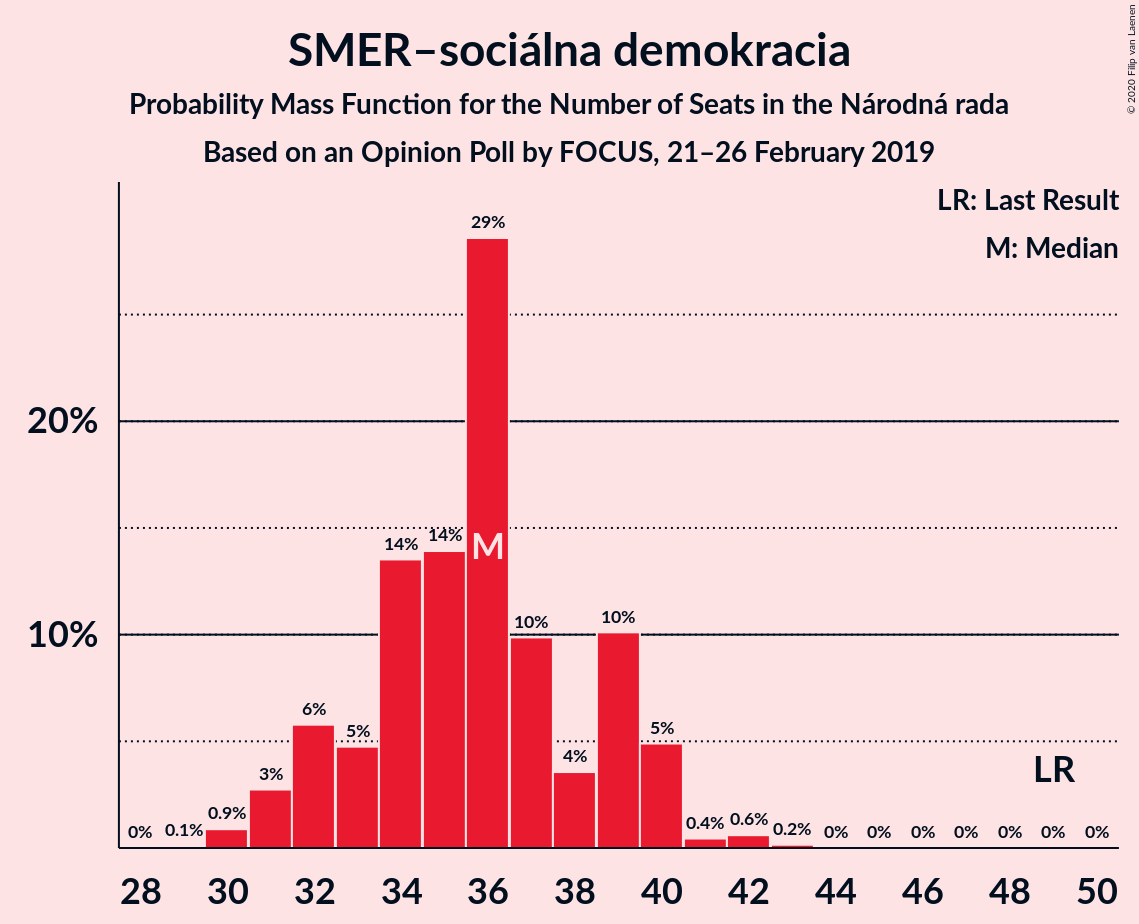 SMER–sociálna demokracia
Probability Mass Function for the Number of Seats in the Národná rada
Based on an Opinion Poll by FOCUS, 21–26 February 2019
© 2020 Filip van Laenen
LR: Last Result
M: Median
20%
10%
0%
0.1%
0.9%
3%
6%
5%
14%
14%
29%
10%
4%
10%
5%
0.4%
0.6%
0.2%
0%
0%
0%
0%
0%
0%
0%
M
LR
28 30 32 34 36 38 40 42 44 46 48 50